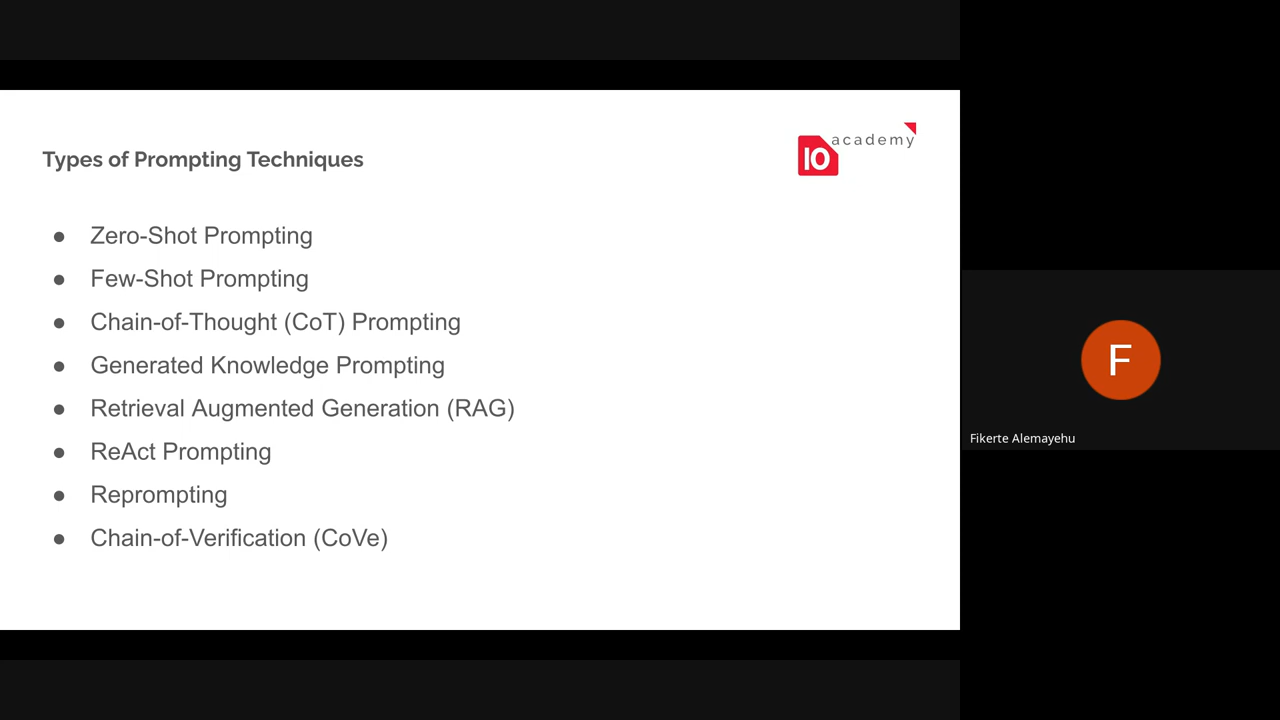 academy
10
Types of Prompting Techniques
● Zero-Shot Prompting
● Few-Shot Prompting
● Chain-of-Thought (CoT) Prompting
● Generated Knowledge Prompting
● Retrieval Augmented Generation (RAG)
● ReAct Prompting
● Reprompting
● Chain-of-Verification (CoVe)
F
Fikerte Alemayehu